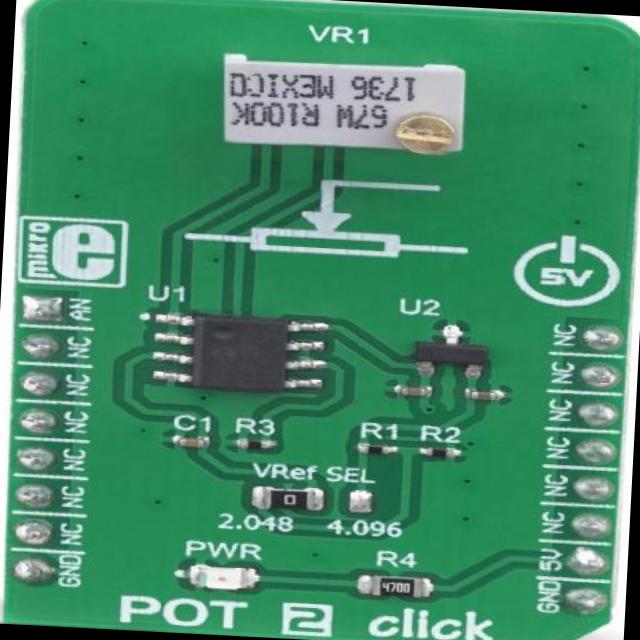 VR1
67W R100K
1736 MEXICO
mikro
e
5V
U1
U2
AN
NC
NC
NC
NC
NC
NC
GND
NC
NC
NC
NC
NC
NC
5V
GND
C1 R3
R1 R2
VRef SEL
0
2.048 4.096
PWR
R4
4700
POT 2 click